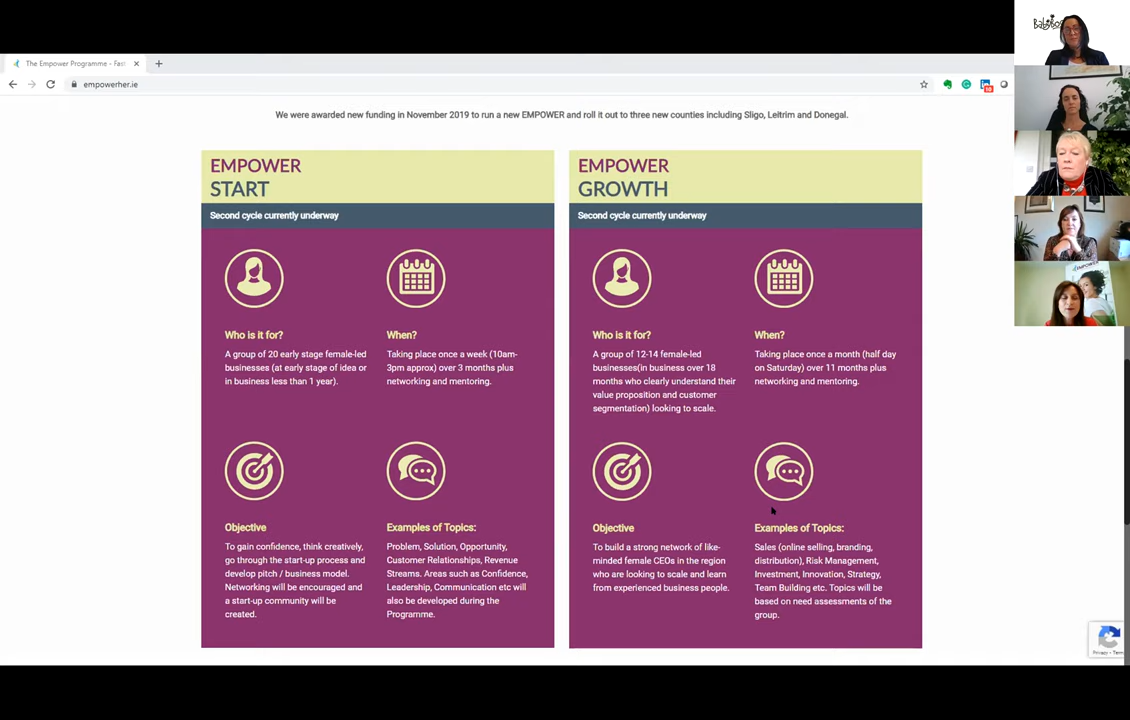 The Empower Programme - Fast
empowerher.ie
We were awarded new funding in November 2019 to run a new EMPOWER and roll it out to three new counties including Sligo, Leitrim and Donegal.
EMPOWER
START
Second cycle currently underway
Who is it for?
A group of 20 early stage female-led
businesses (at early stage of idea or
in business less than 1 year).
When?
Taking place once a week (10am-
3pm approx) over 3 months plus
networking and mentoring.
Objective
To gain confidence, think creatively,
go through the start-up process and
develop pitch / business model.
Networking will be encouraged and
a start-up community will be
created.
Examples of Topics:
Problem, Solution, Opportunity,
Customer Relationships, Revenue
Streams. Areas such as Confidence,
Leadership, Communication etc will
also be developed during the
Programme.
EMPOWER
GROWTH
Second cycle currently underway
Who is it for?
A group of 12-14 female-led
businesses(in business over 18
months who clearly understand their
value proposition and customer
segmentation) looking to scale.
When?
Taking place once a month (half day
on Saturday) over 11 months plus
networking and mentoring.
Objective
To build a strong network of like-
minded female CEOs in the region
who are looking to scale and learn
from experienced business people.
Examples of Topics:
Sales (online selling, branding,
distribution), Risk Management,
Investment, Innovation, Strategy,
Team Building etc. Topics will be
based on need assessments of the
group.
EMPOWER
Privacy - Term